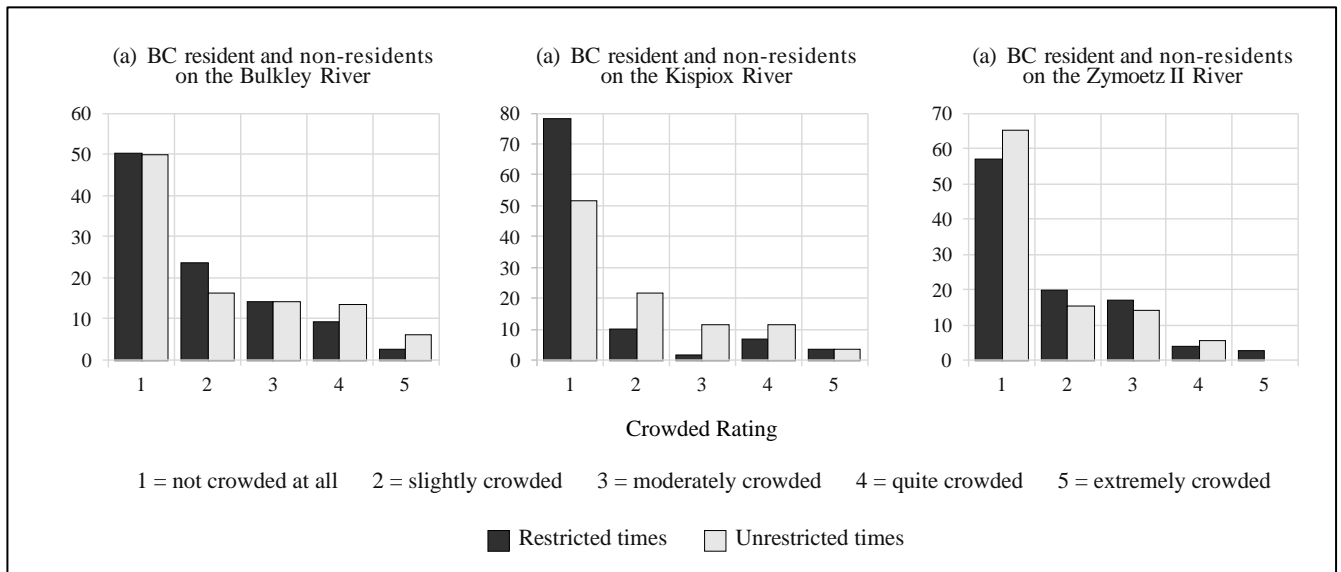 (a) BC resident and non-residents
on the Bulkley River
60
50
40
30
20
10
0
1 2 3 4 5
(a) BC resident and non-residents
on the Kispiox River
80
70
60
50
40
30
20
10
0
1 2 3 4 5
(a) BC resident and non-residents
on the Zymoetz II River
70
60
50
40
30
20
10
0
1 2 3 4 5
Crowded Rating
1 = not crowded at all 2 = slightly crowded 3 = moderately crowded 4 = quite crowded 5 = extremely crowded
Restricted times Unrestricted times